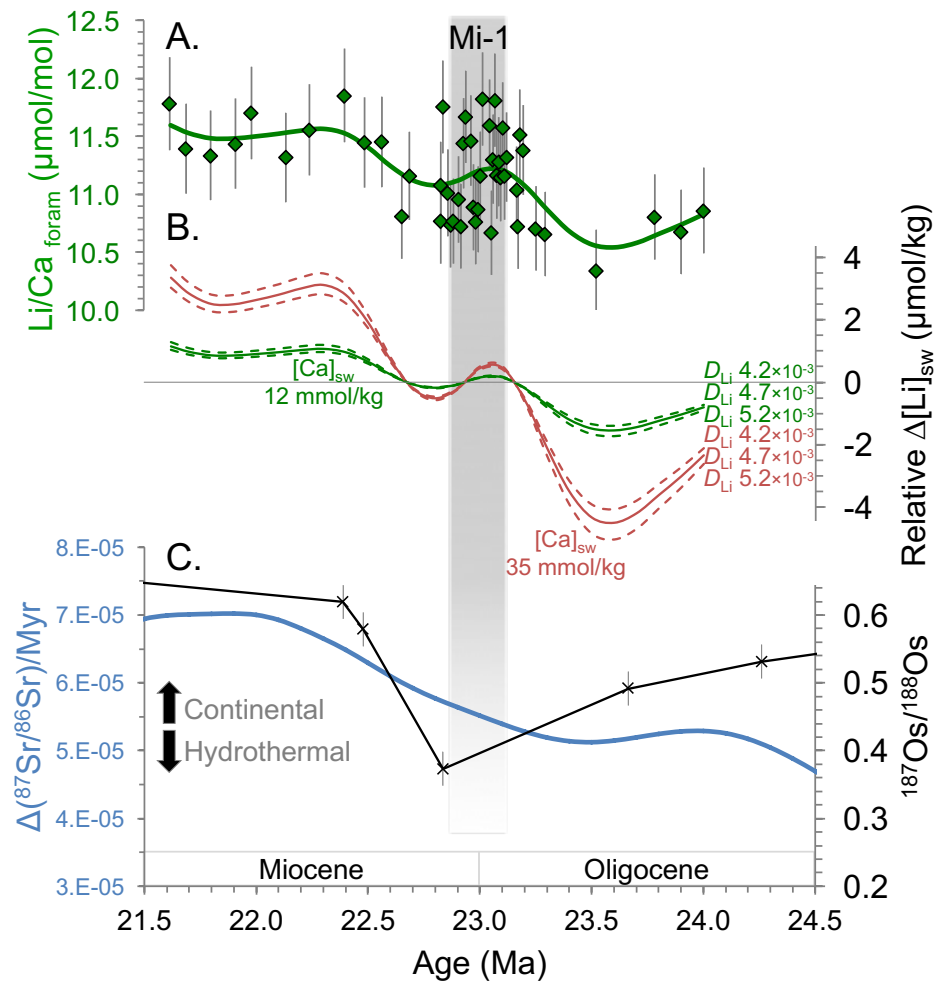 A.
Mi-1
12.5
12.0
11.5
11.0
10.5
10.0
Li/Ca foram (µmol/mol)
B.
4
2
0
-2
-4
Relative Δ[Li]sw (µmol/kg)
[Ca]sw
12 mmol/kg
DLi 4.2×10-3
DLi 4.7×10-3
DLi 5.2×10-3
DLi 4.2×10-3
DLi 4.7×10-3
DLi 5.2×10-3
[Ca]sw
35 mmol/kg
C.
8.E-05
7.E-05
6.E-05
5.E-05
4.E-05
3.E-05
Δ(87Sr/86Sr)/Myr
Continental
Hydrothermal
0.6
0.5
0.4
0.3
0.2
187Os/188Os
Miocene
Oligocene
21.5 22.0 22.5 23.0 23.5 24.0 24.5
Age (Ma)